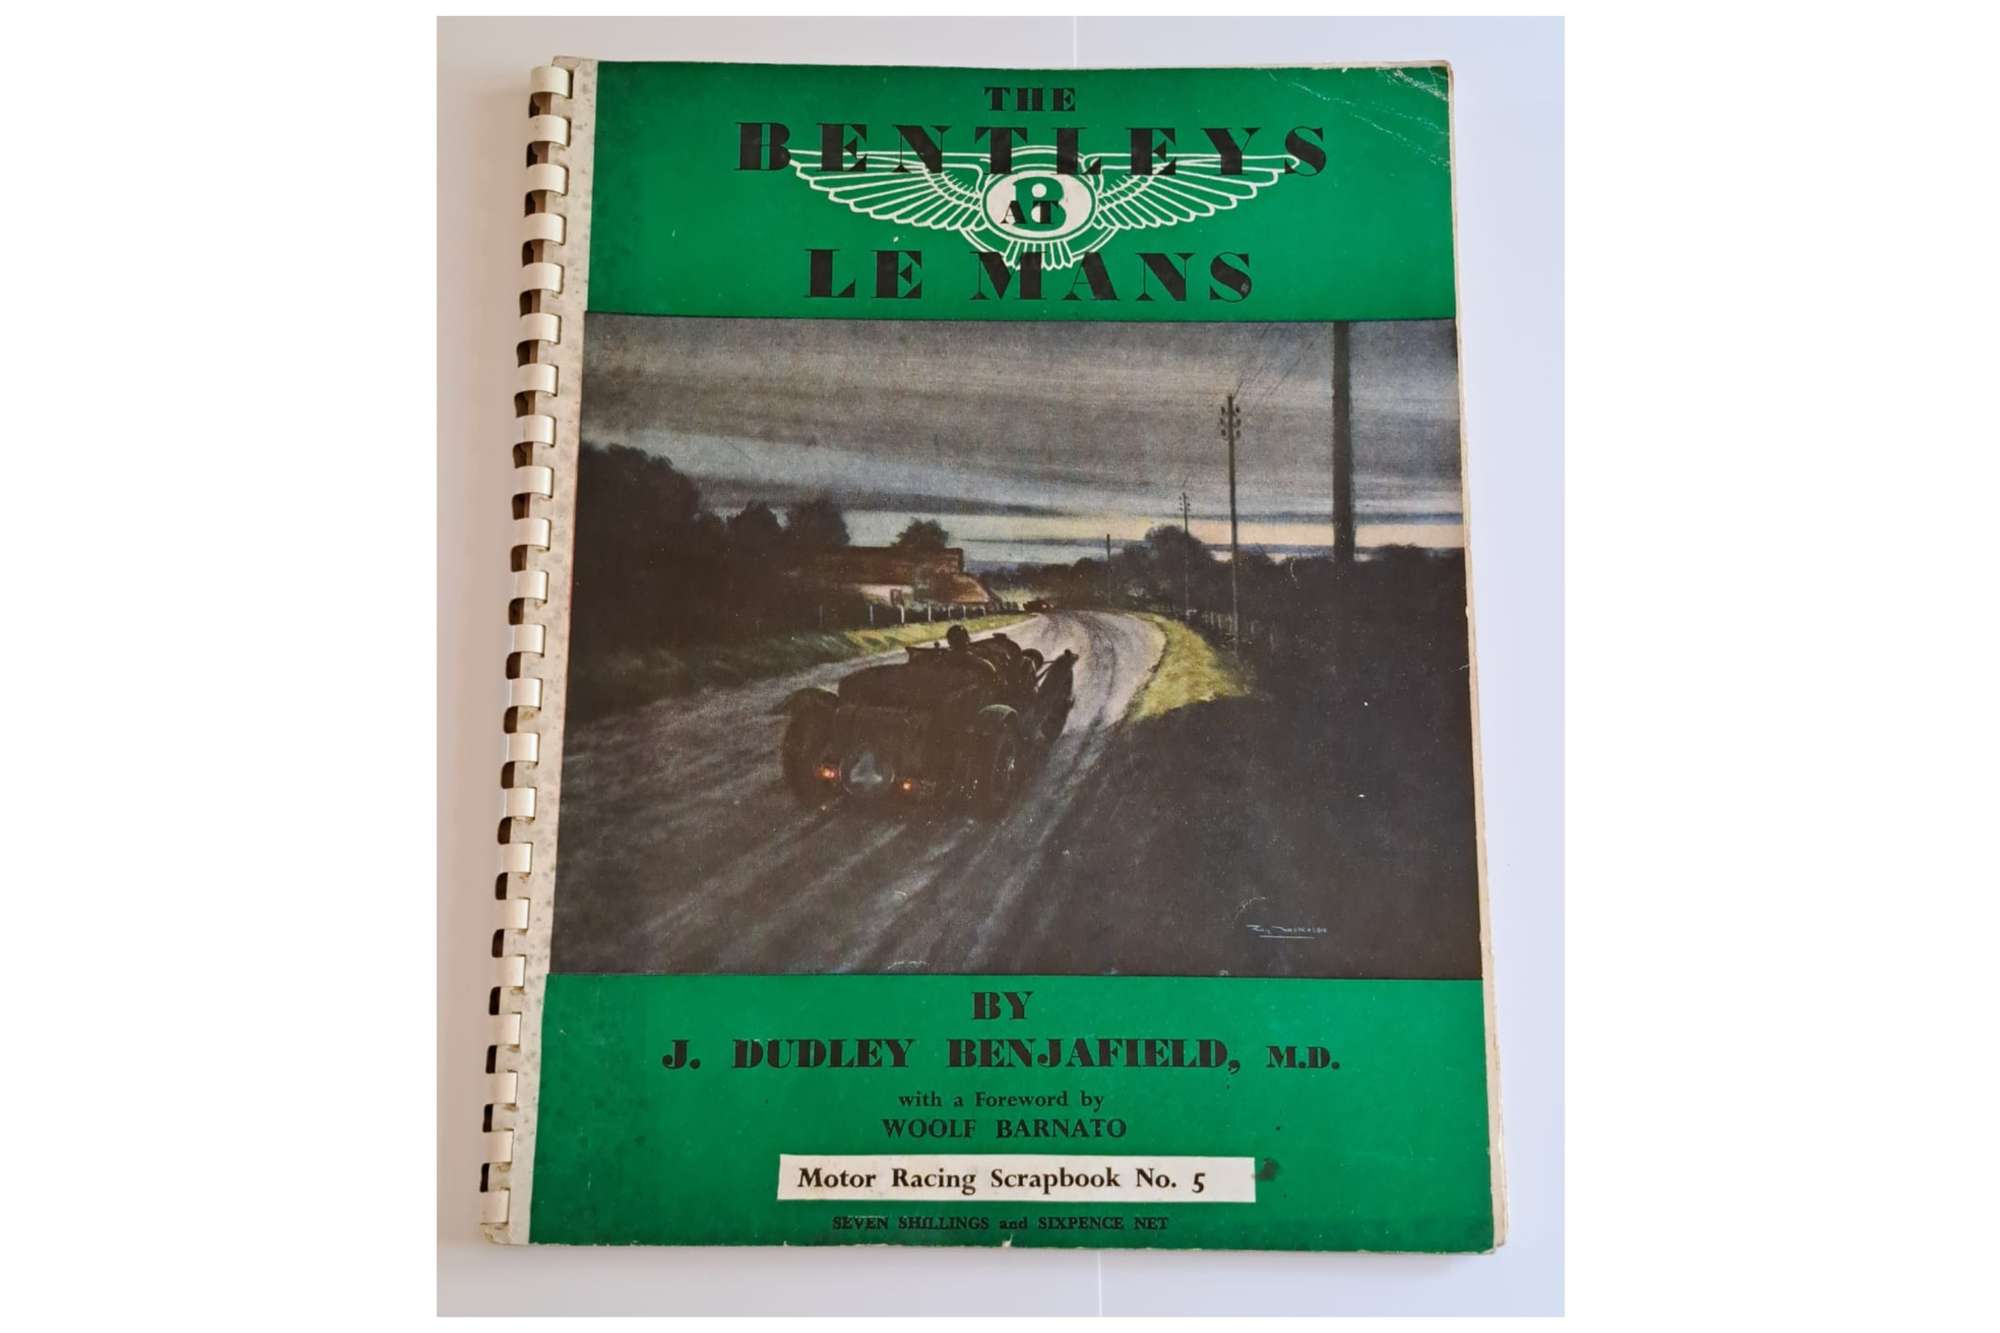 THE
BENTLEYS
B
AT
LE MANS
BY
J. DUDLEY BENJAFIELD, M.D.
with a Foreword by
WOOLF BARNATO
Motor Racing Scrapbook No. 5
SEVEN SHILLINGS and SIXPENCE NET